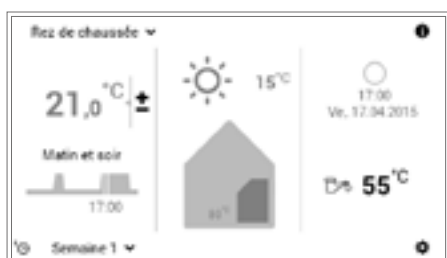 Rez de chaussée
21,0 °C ±
15 °C
17:00
Ve, 17.04.2015
Matin et soir
17:00
55 °C
Semaine 1